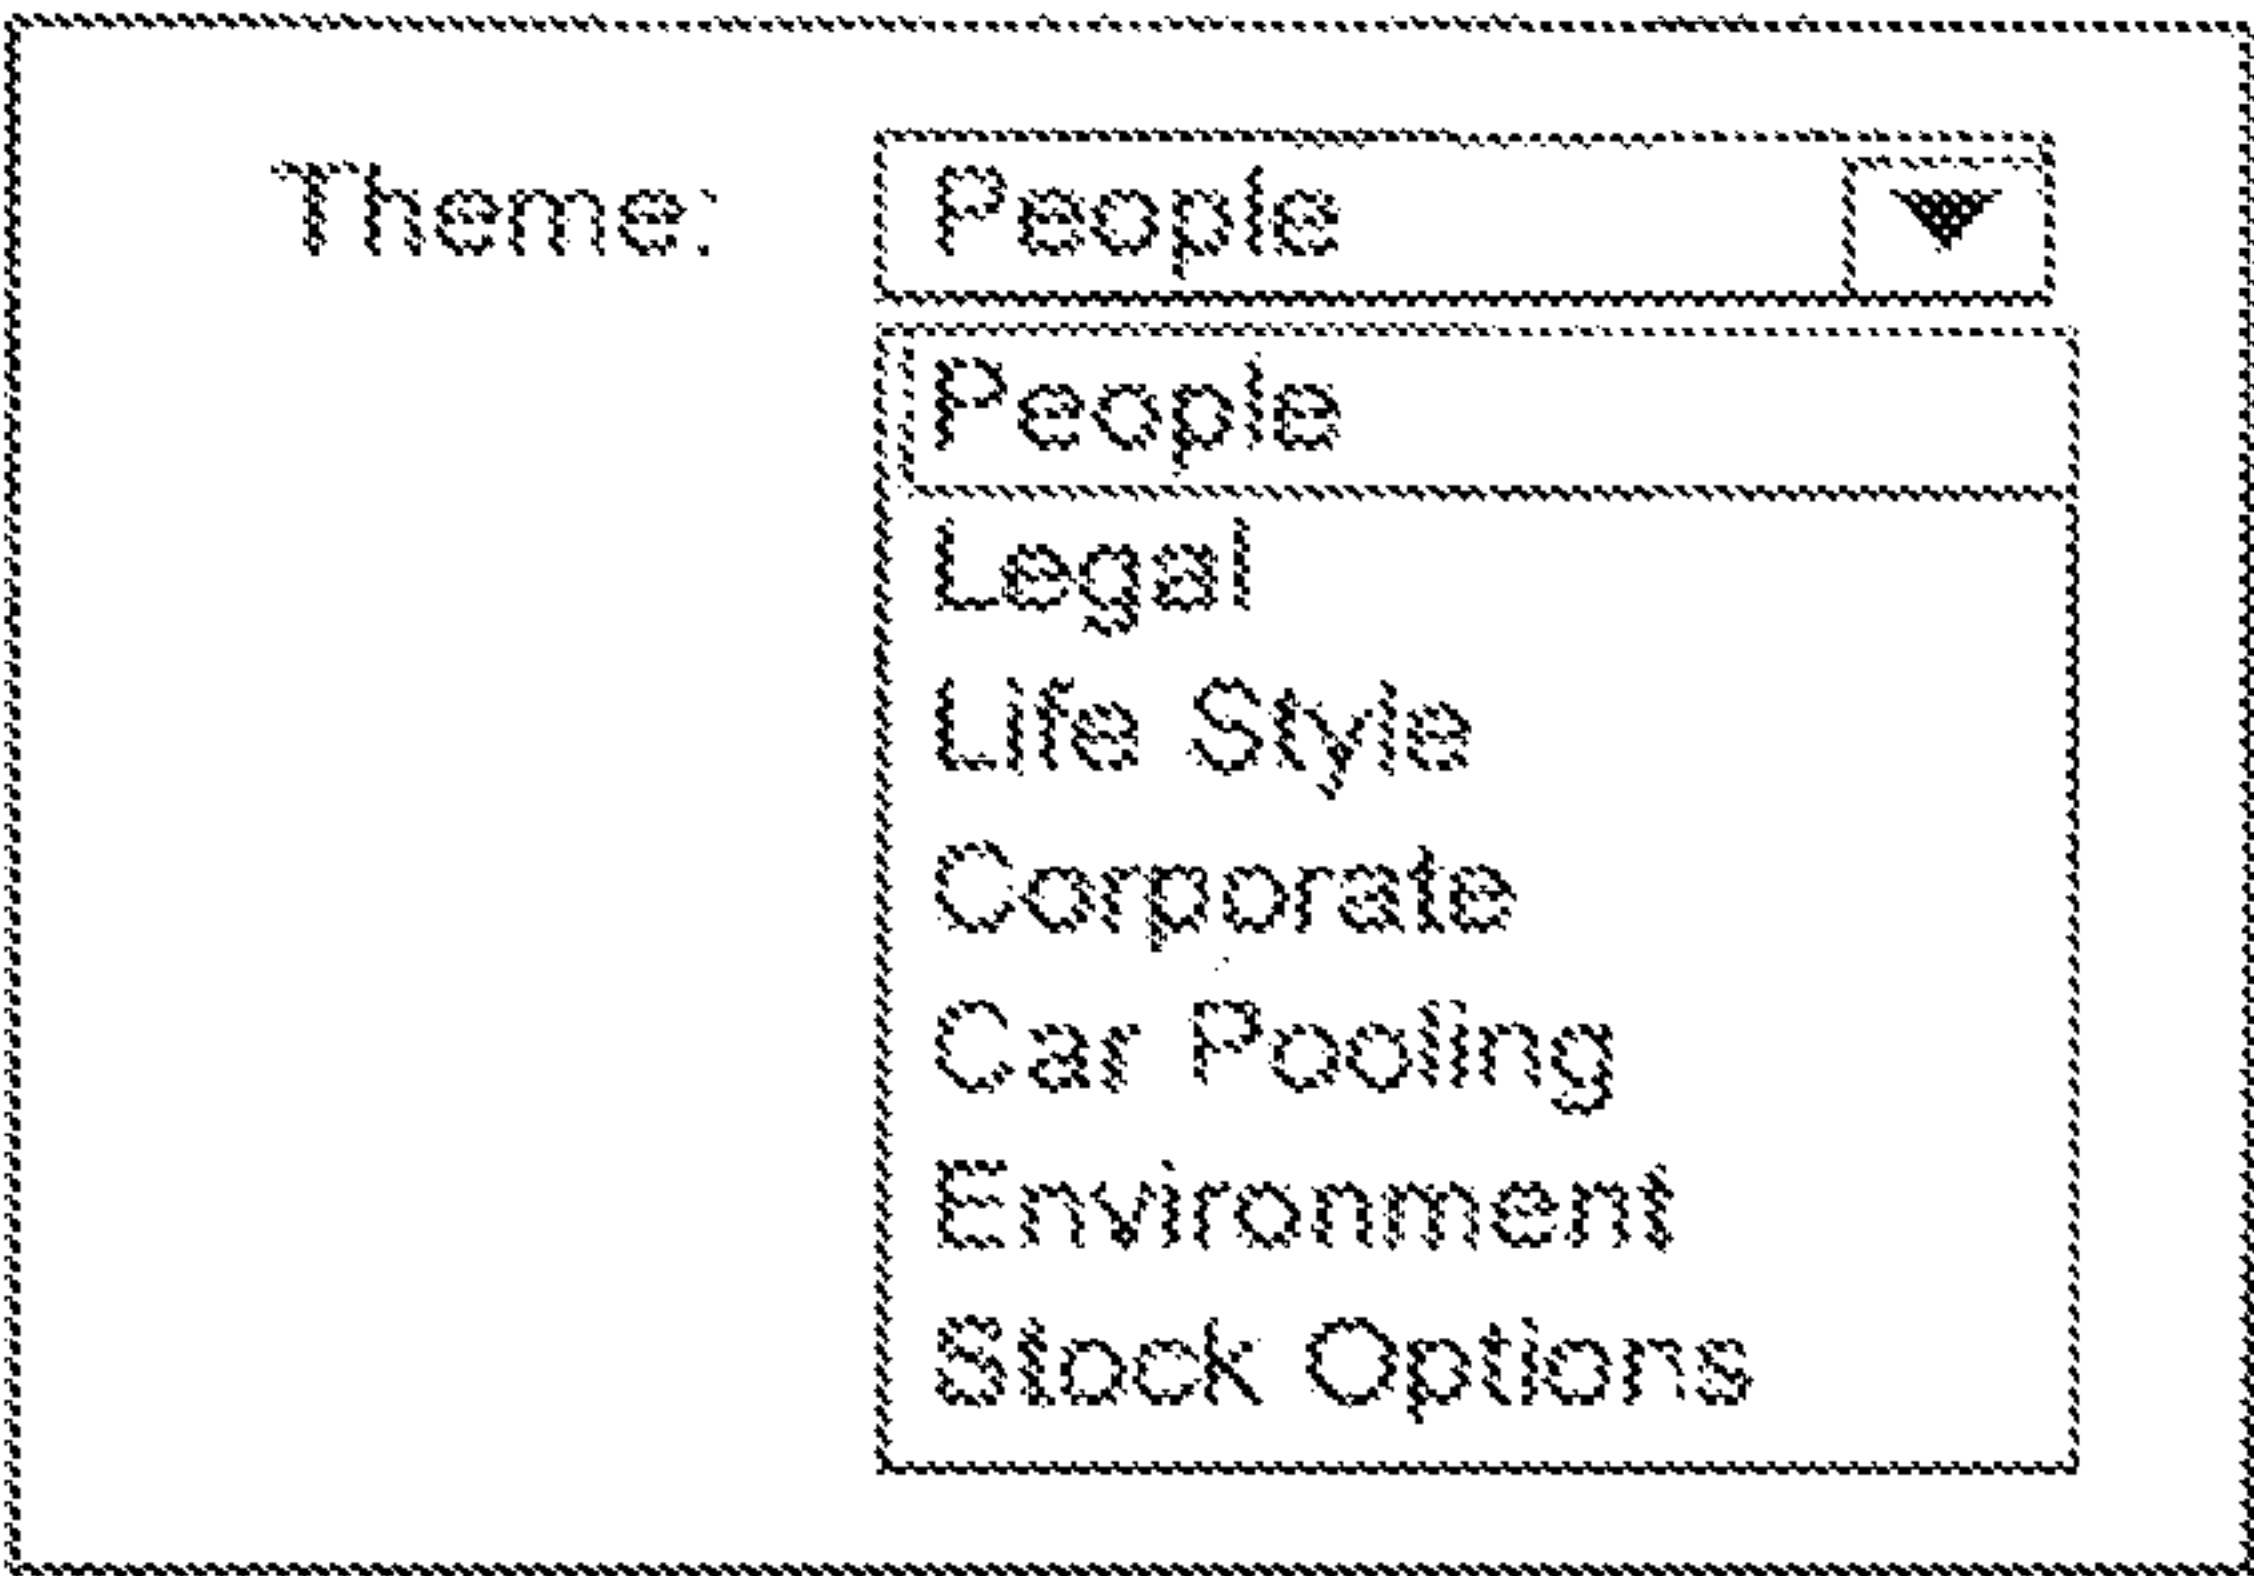 Theme: People
People
Legal
Life Style
Corporate
Car Pooling
Environment
Stock Options